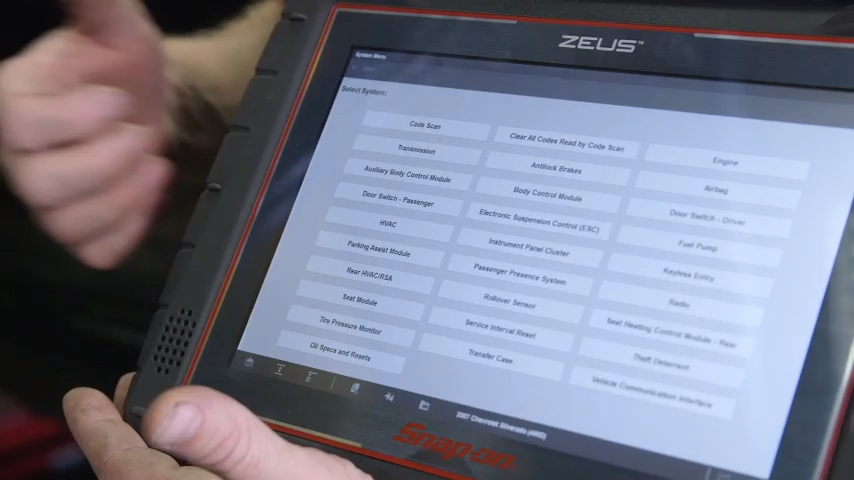 ZEUS™
System Menu
Select System:
Code Scan
Clear All Codes Read by Code Scan
Engine
Transmission
Antilock Brakes
Airbag
Auxiliary Body Control Module
Body Control Module
Door Switch - Driver
Door Switch - Passenger
Electronic Suspension Control (ESC)
Fuel Pump
HVAC
Instrument Panel Cluster
Keyless Entry
Parking Assist Module
Passenger Presence System
Radio
Rear HVAC/RSA
Rollover Sensor
Seat Heating Control Module - Rear
Seat Module
Service Interval Reset
Theft Deterrent
Tire Pressure Monitor
Transfer Case
Vehicle Communication Interface
Oil Specs and Resets
2007 Chevrolet Silverado (4WD)
Snap-on